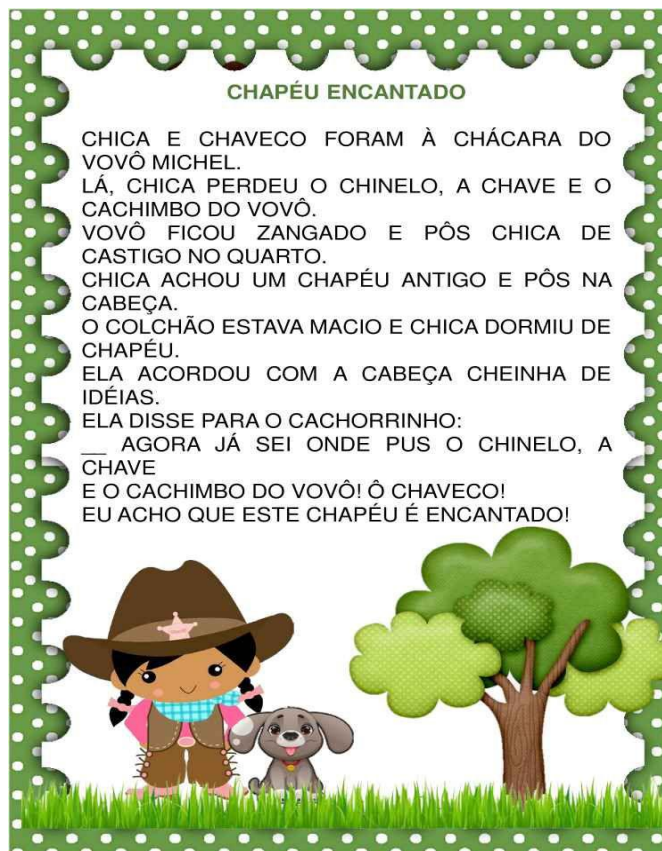 CHAPÉU ENCANTADO
CHICA E CHAVECO FORAM À CHÁCARA DO
VOVÔ MICHEL.
LÁ, CHICA PERDEU O CHINELO, A CHAVE E O
CACHIMBO DO VOVÔ.
VOVÔ FICOU ZANGADO E PÔS CHICA DE
CASTIGO NO QUARTO.
CHICA ACHOU UM CHAPÉU ANTIGO E PÔS NA
CABEÇA.
O COLCHÃO ESTAVA MACIO E CHICA DORMIU DE
CHAPÉU.
ELA ACORDOU COM A CABEÇA CHEINHA DE
IDÉIAS.
ELA DISSE PARA O CACHORRINHO:
__ AGORA JÁ SEI ONDE PUS O CHINELO, A
CHAVE
E O CACHIMBO DO VOVÔ! Ô CHAVECO!
EU ACHO QUE ESTE CHAPÉU É ENCANTADO!